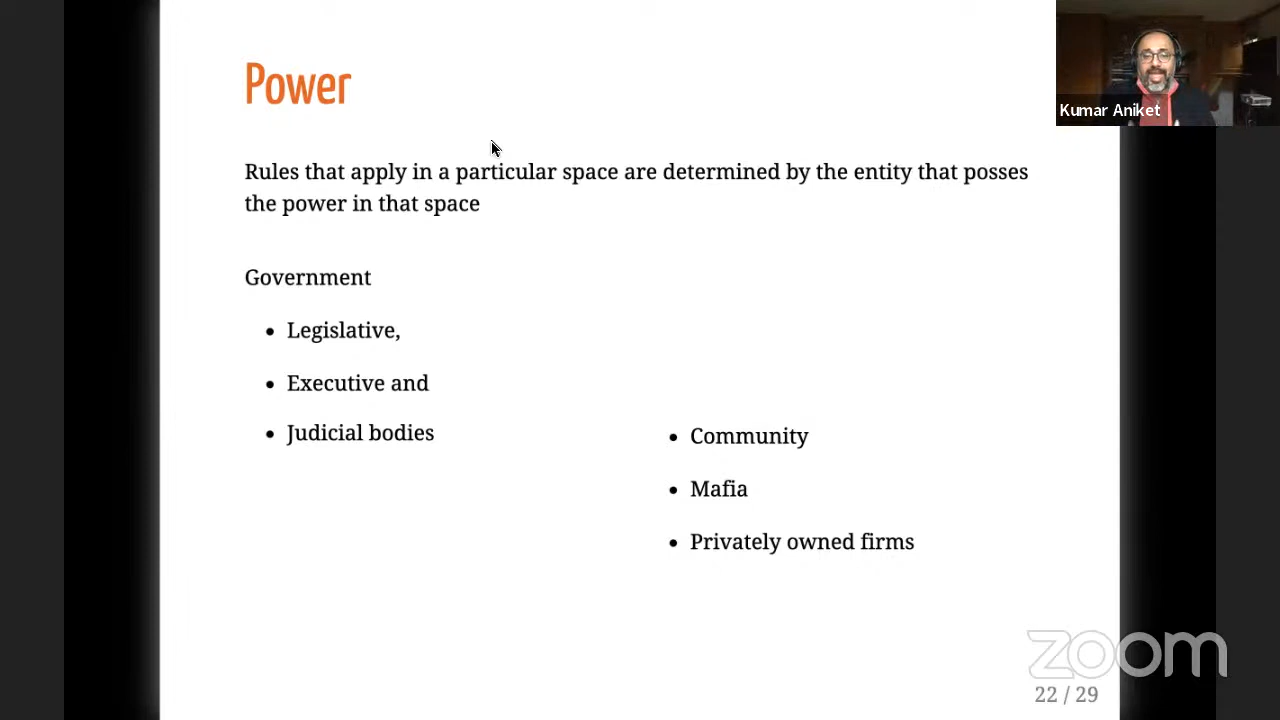 Power
Kumar Aniket
Rules that apply in a particular space are determined by the entity that posses
the power in that space
Government
• Legislative,
• Executive and
• Judicial bodies
• Community
• Mafia
• Privately owned firms
zoom
22 / 29